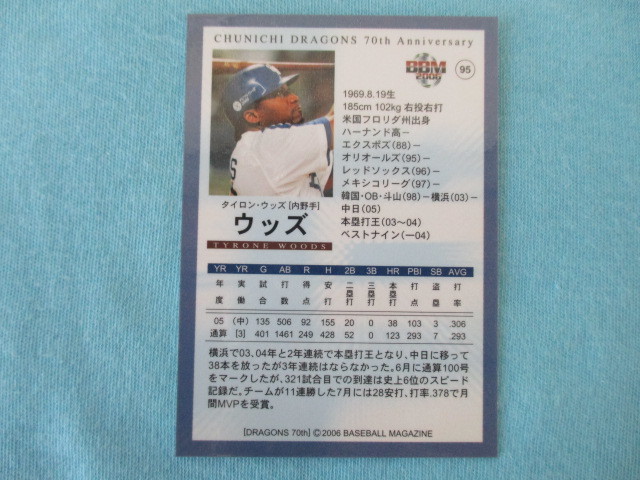 CHUNICHI DRAGONS 70th Anniversary
BBM
2006
95
1969.8.19生
185cm 102kg 右投右打
米国フロリダ州出身
ハーナンド高－
エクスポズ(88)－
オリオールズ(95)－
レッドソックス(96)－
メキシコリーグ(97)－
韓国・OB・斗山(98)－横浜(03)－
中日(05)
本塁打王(03～04)
ベストナイン(－04)
タイロン・ウッズ [内野手]
ウッズ
TYRONE WOODS
YR YR G AB R H 2B 3B HR PBI SB AVG
年度 実働 試合 打数 得点 安打 二塁打 三塁打 本塁打 打点 盗塁 打率
05 (中) 135 506 92 155 20 0 38 103 3 .306
通算 [3] 401 1461 249 428 52 0 123 293 7 .293
横浜で03、04年と2年連続で本塁打王となり、中日に移って
38本を放ったが3年連続はならなかった。6月に通算100号
をマークしたが、321試合目での到達は史上6位のスピード
記録だ。チームが11連勝した7月には28安打、打率.378で月
間MVPを受賞。
[DRAGONS 70th] ©2006 BASEBALL MAGAZINE